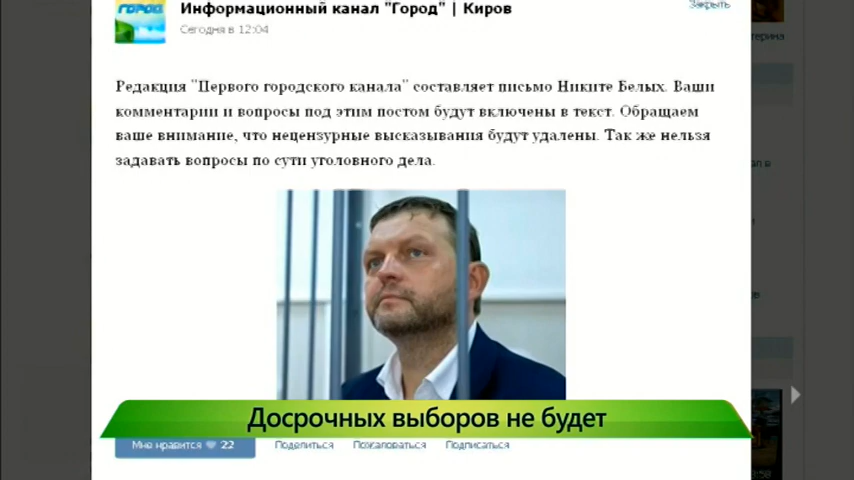 ГОРОД
Информационный канал "Город" | Киров
Закрыть
Сегодня в 12:04
Редакция "Первого городского канала" составляет письмо Никите Белых. Ваши
комментарии и вопросы под этим постом будут включены в текст. Обращаем
ваше внимание, что нецензурные высказывания будут удалены. Так же нельзя
задавать вопросы по сути уголовного дела.
Досрочных выборов не будет
Мне нравится 22
Поделиться
Пожаловаться
Подписаться